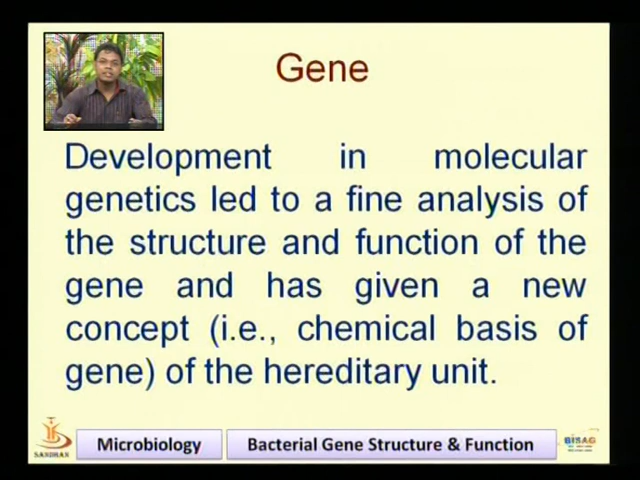 Gene
Development in molecular
genetics led to a fine analysis of
the structure and function of the
gene and has given a new
concept (i.e., chemical basis of
gene) of the hereditary unit.
SANDHAN
Microbiology
Bacterial Gene Structure & Function
BISAG